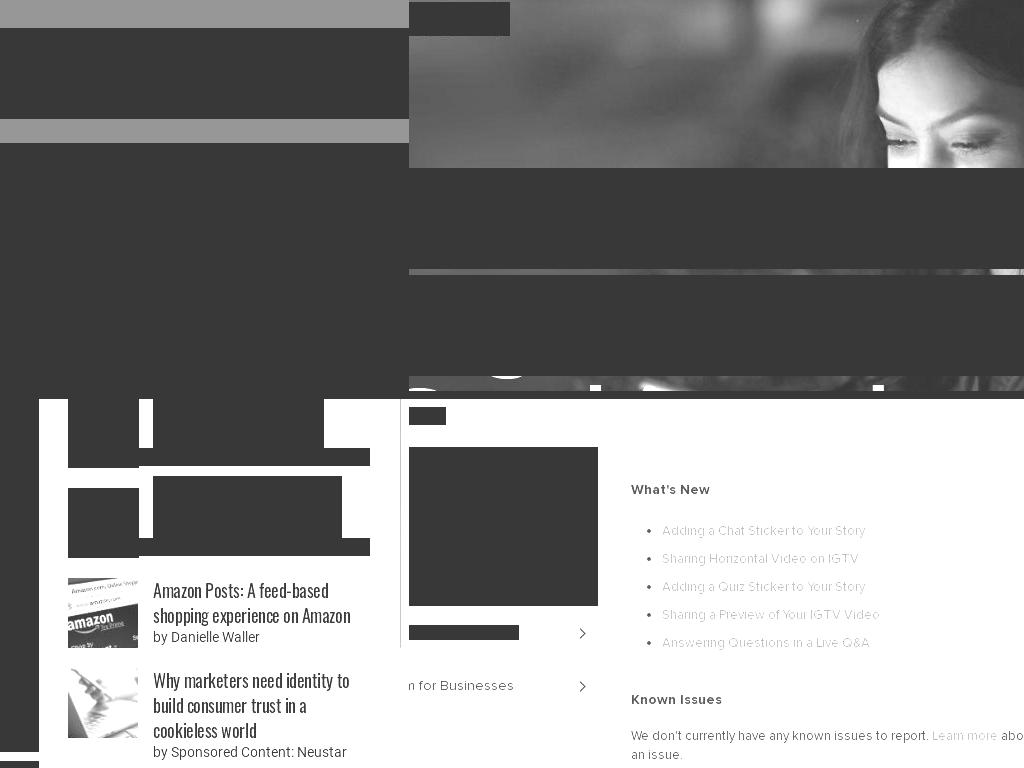 amazon
Amazon Posts: A feed-based
shopping experience on Amazon
by Danielle Waller
Why marketers need identity to
build consumer trust in a
cookieless world
by Sponsored Content: Neustar
for Businesses
What's New
• Adding a Chat Sticker to Your Story
• Sharing Horizontal Video on IGTV
• Adding a Quiz Sticker to Your Story
• Sharing a Preview of Your IGTV Video
• Answering Questions in a Live Q&A
Known Issues
We don't currently have any known issues to report. Learn more
an issue.